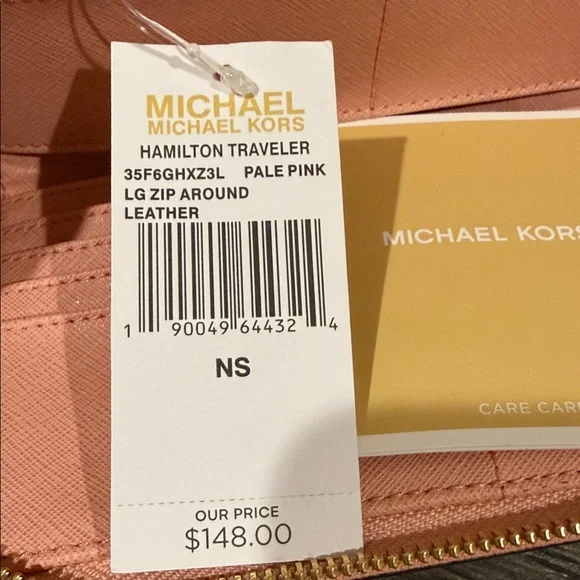 MICHAEL
MICHAEL KORS
HAMILTON TRAVELER
35F6GHXZ3L PALE PINK
LG ZIP AROUND
LEATHER
1 90049 64432 4
NS
OUR PRICE
$148.00
MICHAEL KORS
CARE CARD